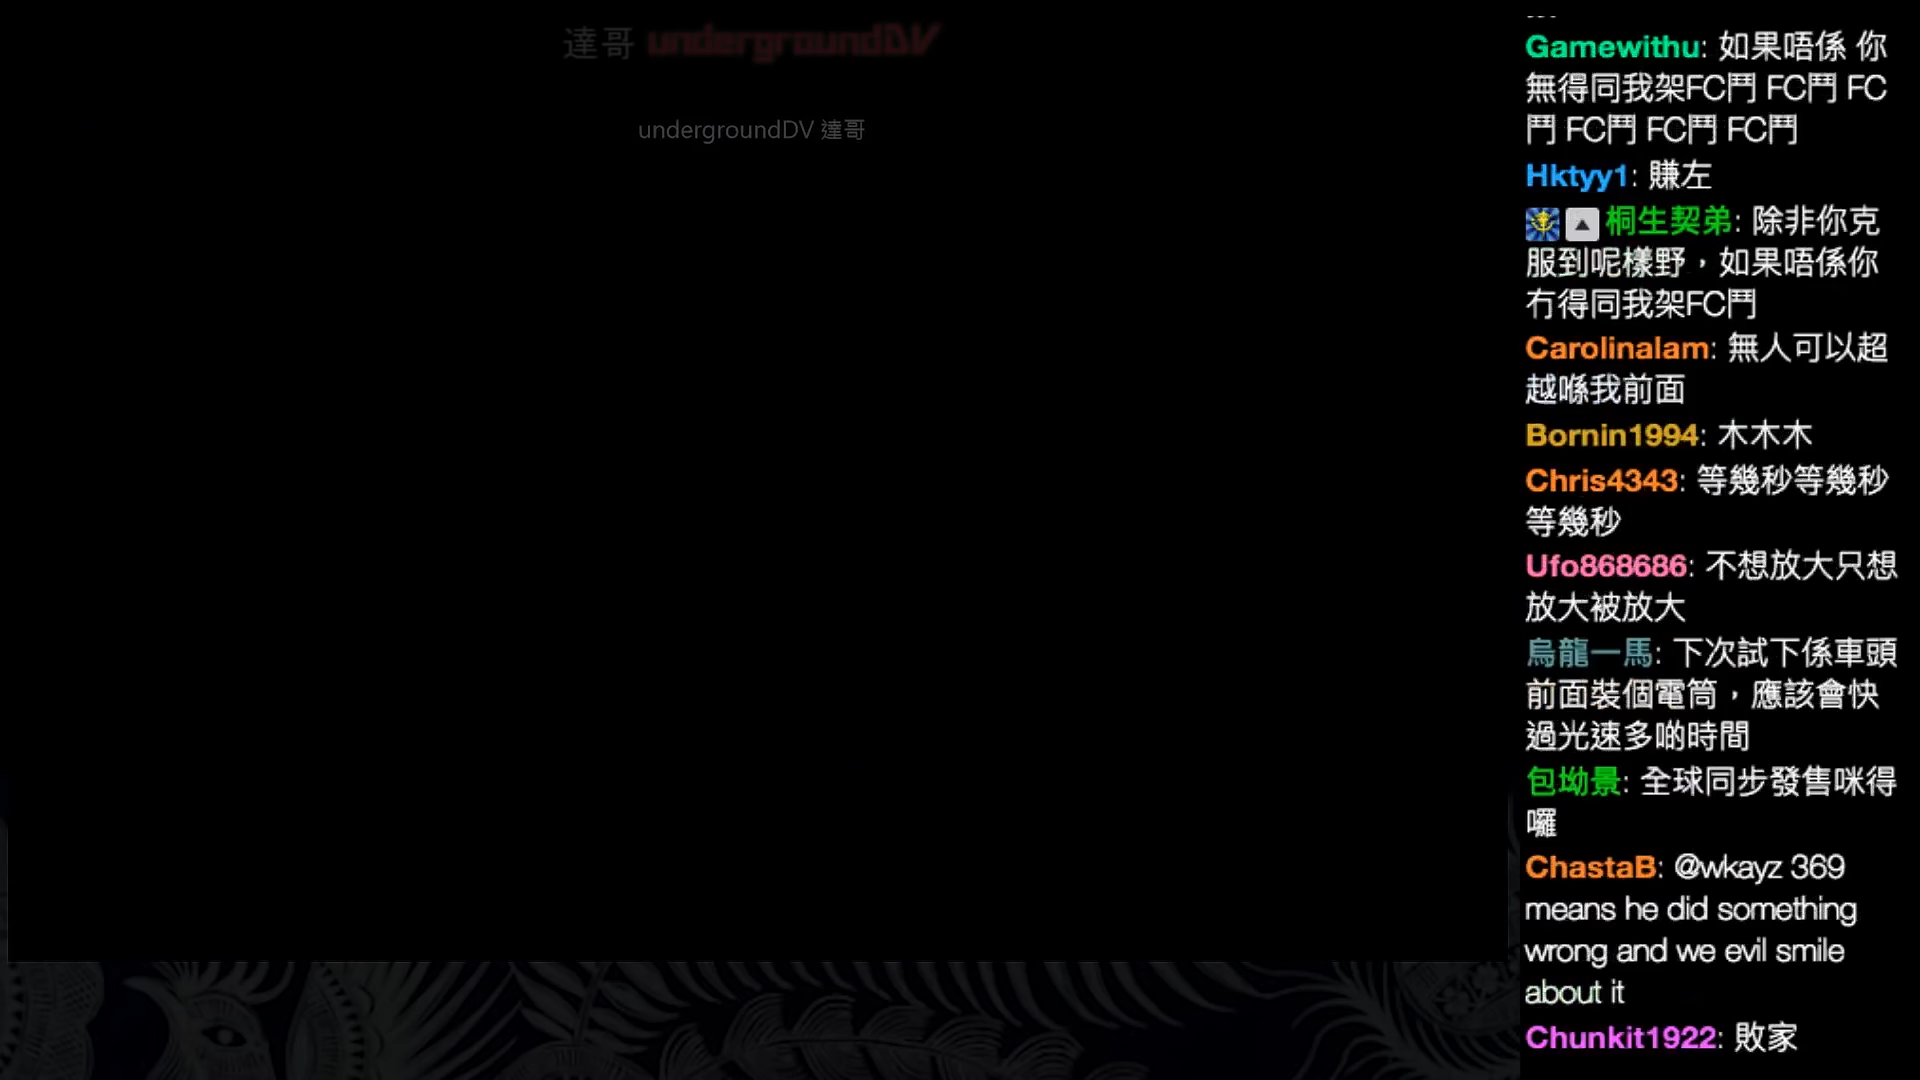 達哥 undergroundDV
undergroundDV 達哥
Gamewithu: 如果唔係 你
無得同我架FC鬥 FC鬥 FC
鬥 FC鬥 FC鬥 FC鬥
Hktyy1: 賺左
桐生契弟: 除非你克
服到呢樣野，如果唔係你
冇得同我架FC鬥
Carolinalam: 無人可以超
越喺我前面
Bornin1994: 木木木
Chris4343: 等幾秒等幾秒
等幾秒
Ufo868686: 不想放大只想
放大被放大
烏龍一馬: 下次試下係車頭
前面裝個電筒，應該會快
過光速多啲時間
包坳景: 全球同步發售咪得
囉
ChastaB: @wkayz 369
means he did something
wrong and we evil smile
about it
Chunkit1922: 敗家